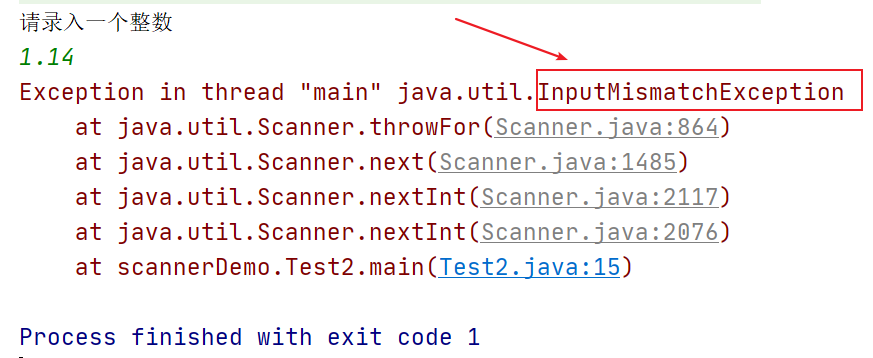 请录入一个整数
1.14
Exception in thread "main" java.util.InputMismatchException
    at java.util.Scanner.throwFor(Scanner.java:864)
    at java.util.Scanner.next(Scanner.java:1485)
    at java.util.Scanner.nextInt(Scanner.java:2117)
    at java.util.Scanner.nextInt(Scanner.java:2076)
    at scannerDemo.Test2.main(Test2.java:15)
Process finished with exit code 1